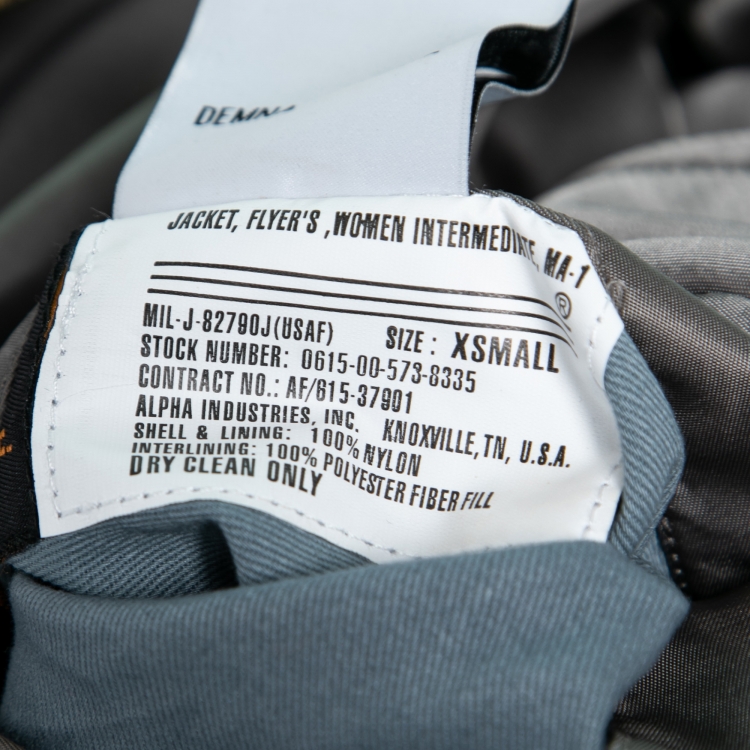 JACKET, FLYER'S, WOMEN INTERMEDIATE, MA-1
®
MIL-J-82790J(USAF) SIZE: XSMALL
STOCK NUMBER: 0615-00-573-8335
CONTRACT NO.: AF/615-37901
ALPHA INDUSTRIES, INC. KNOXVILLE, TN, U.S.A.
SHELL & LINING: 100% NYLON
INTERLINING: 100% POLYESTER FIBER FILL
DRY CLEAN ONLY